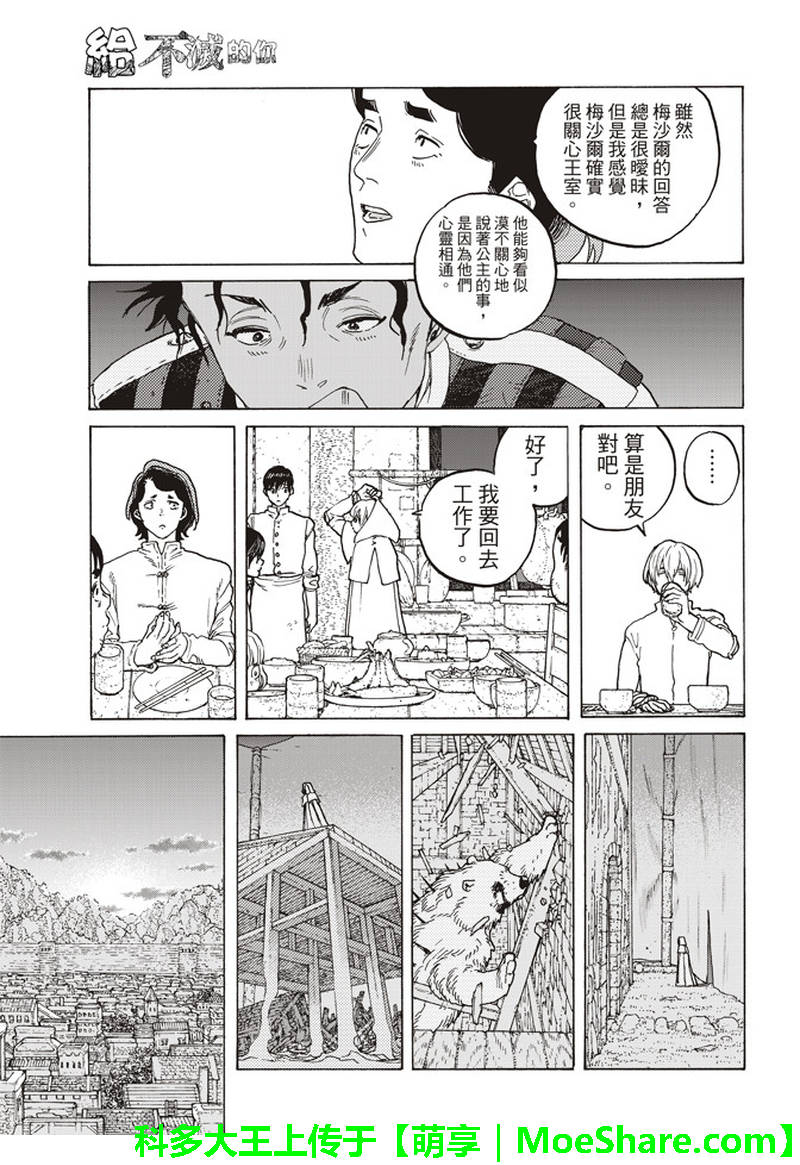 給不滅的你
雖然
梅沙爾的回答
總是很曖昧，
但是我感覺
梅沙爾確實
很關心王室。
他能夠看似
漠不關心地
說著公主的事，
是因為他們
心靈相通。
……
算是朋友
對吧。
好了，
我要回去
工作了。
科多大王上传于【萌享 | MoeShare.com】